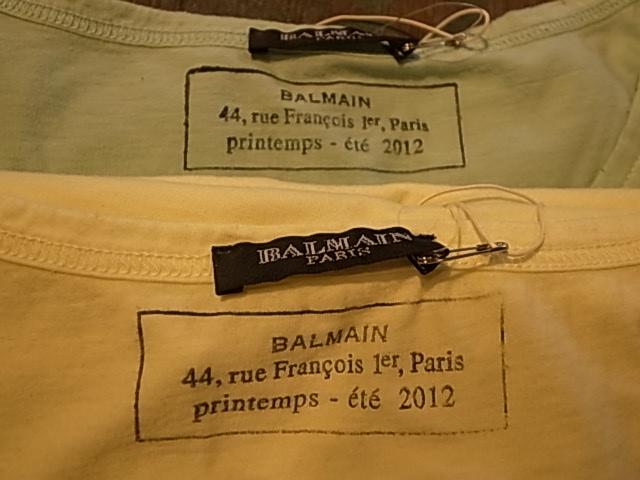 BALMAIN
PARIS
BALMAIN
44, rue François 1er, Paris
printemps - été 2012
BALMAIN
PARIS
BALMAIN
44, rue François 1er, Paris
printemps - été 2012